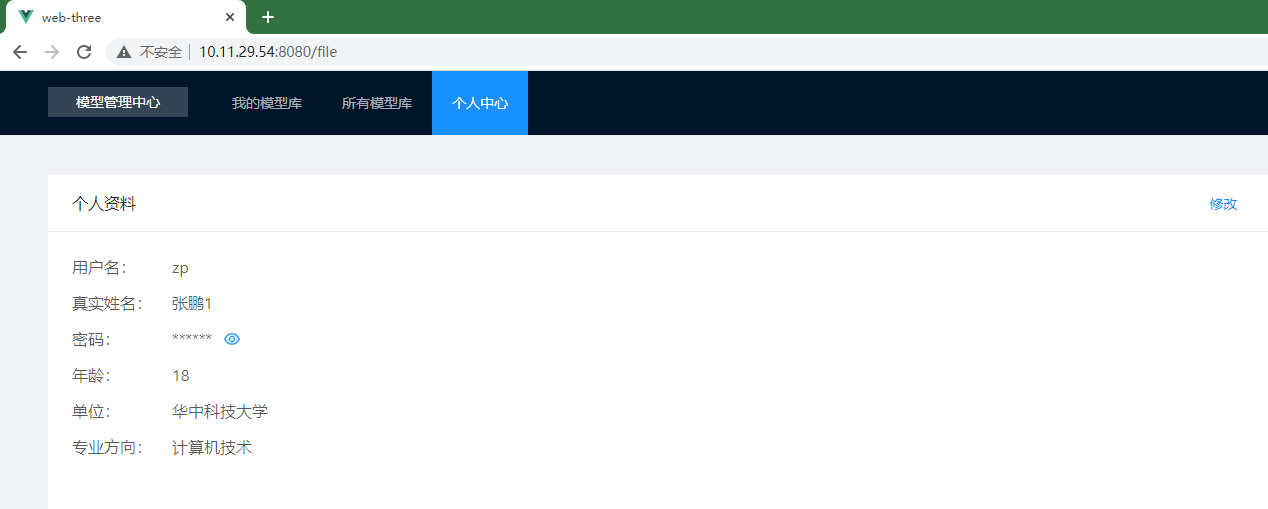 web-three
不安全 10.11.29.54:8080/file
模型管理中心 我的模型库 所有模型库 个人中心
个人资料 修改
用户名: zp
真实姓名: 张鹏1
密码: ******
年龄: 18
单位: 华中科技大学
专业方向: 计算机技术